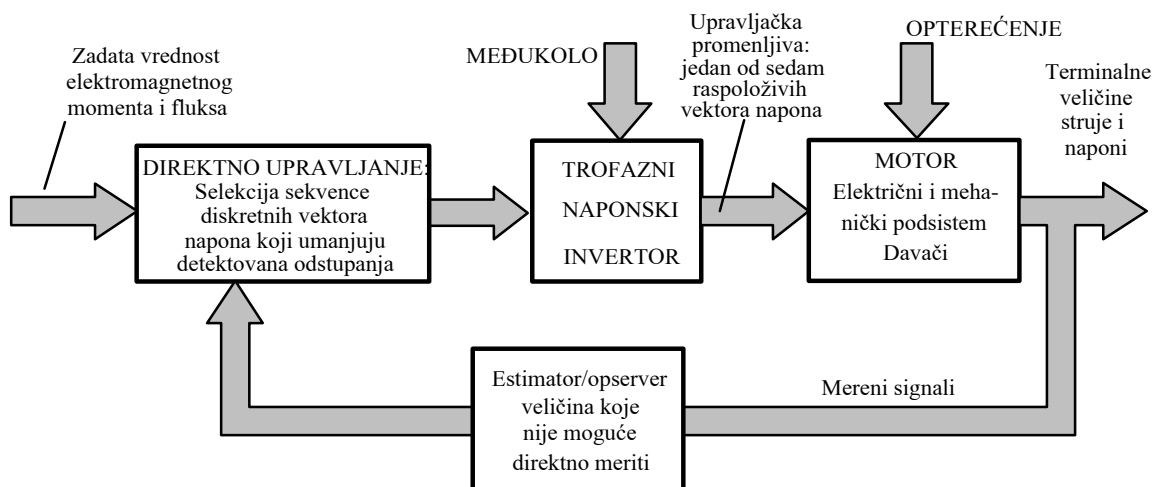 Zadata vrednost
elektromagnetnog
momenta i fluksa
MEĐUKOLO
Upravljačka
promenljiva:
jedan od sedam
raspoloživih
vektora napona
OPTEREĆENJE
Terminalne
veličine
struje i
naponi
DIREKTNO UPRAVLJANJE:
Selekcija sekvence
diskretnih vektora
napona koji umanjuju
detektovana odstupanja
TROFAZNI
NAPONSKI
INVERTOR
MOTOR
Električni i meha-
nički podsistem
Davači
Estimator/opserver
veličina koje
nije moguće
direktno meriti
Mereni signali